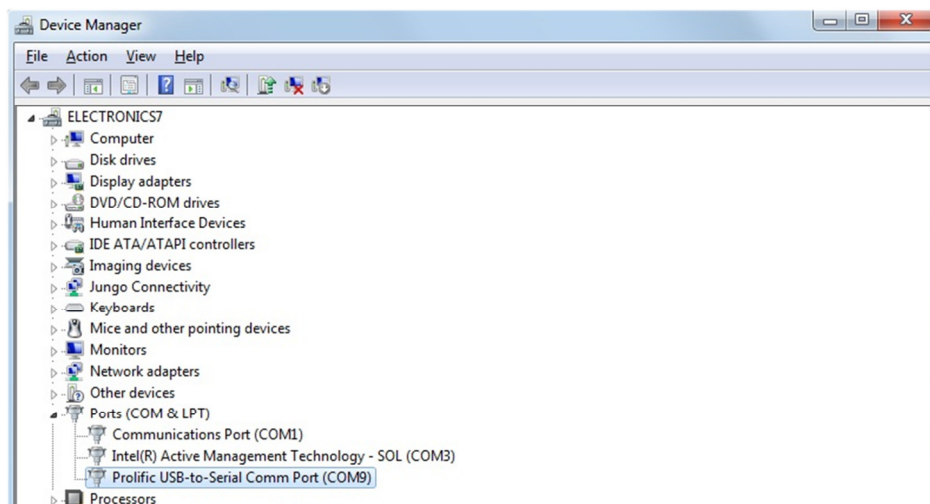 Device Manager
File Action View Help
ELECTRONICS7
Computer
Disk drives
Display adapters
DVD/CD-ROM drives
Human Interface Devices
IDE ATA/ATAPI controllers
Imaging devices
Jungo Connectivity
Keyboards
Mice and other pointing devices
Monitors
Network adapters
Other devices
Ports (COM & LPT)
Communications Port (COM1)
Intel(R) Active Management Technology - SOL (COM3)
Prolific USB-to-Serial Comm Port (COM9)
Processors